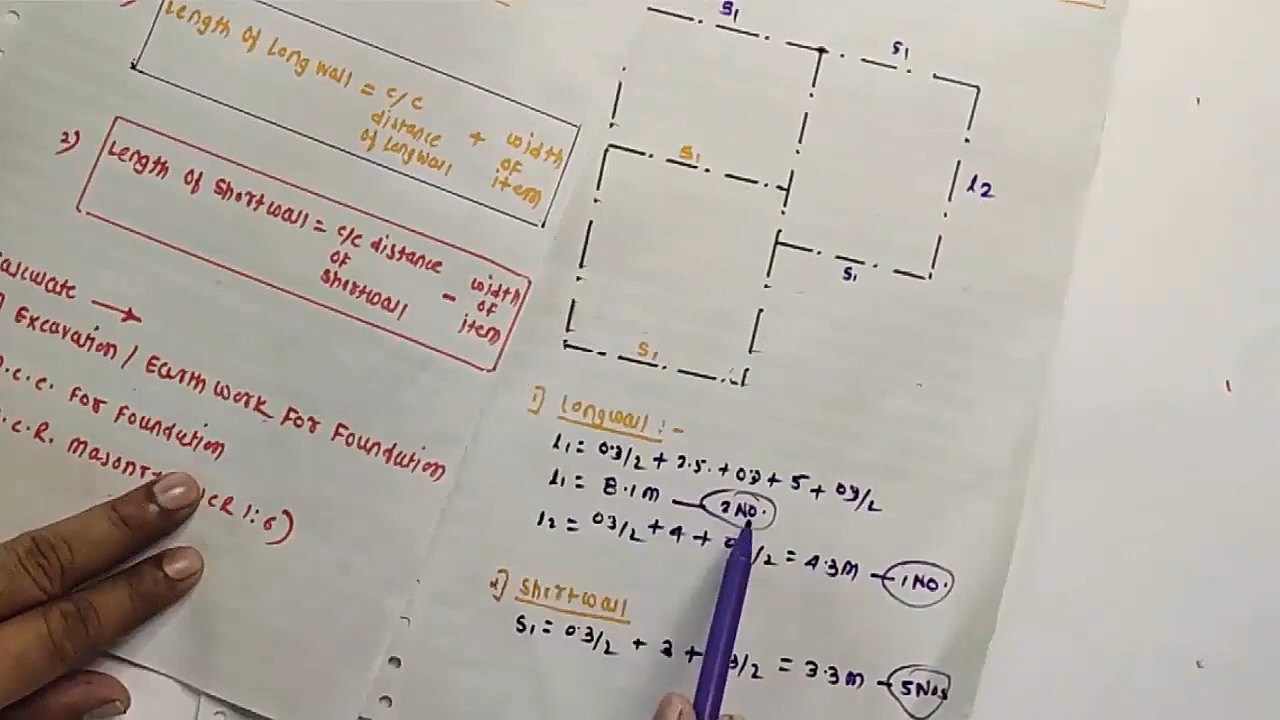 Length of Long wall = c/c
distance
of Longwall
+ width
of
item
2)
Length of Shortwall = c/c distance
of
shortwall
- width
of
item
calculate →
Excavation / Earth work For Foundation
.c.c. For Foundation
.c.R. Masonry (CR 1:6)
S1
S1
S1
l2
S1
S1
1] Longwall :-
l1 = 0.3/2 + 2.5 + 0.3 + 5 + 0.3/2
l1 = 8.1m — 2 No.
l2 = 0.3/2 + 4 + /2 = 4.3m — 1 No.
2] Shortwall
S1 = 0.3/2 + 3 + 3/2 = 3.3m — 5 Nos